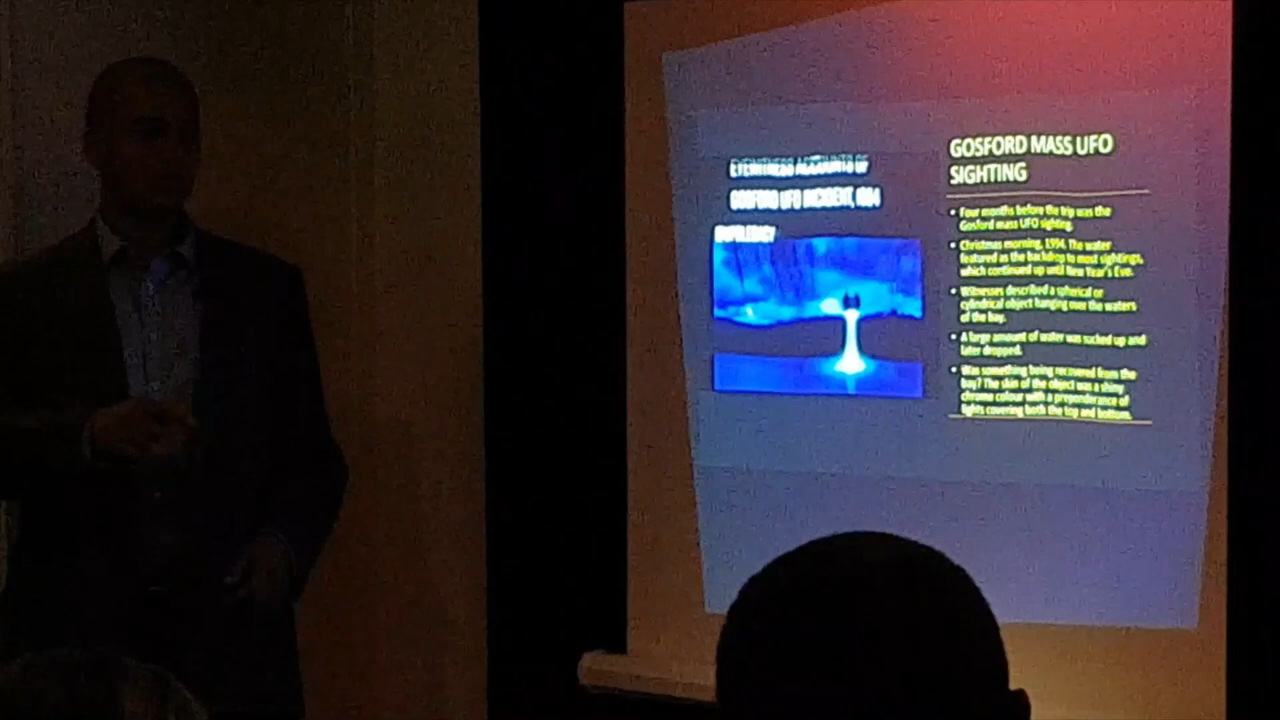 EYEWITNESS ACCOUNTS OF
GOSFORD UFO INCIDENT, 1994
GOSFORD MASS UFO
SIGHTING
• Four months before the trip was the
Gosford mass UFO sighting.
• Christmas morning, 1994. The water
featured as the backdrop to most sightings,
which continued up until New Year's Eve.
• Witnesses described a spherical or
cylindrical object hanging over the waters
of the bay.
• A large amount of water was sucked up and
later dropped.
• Was something being recovered from the
bay? The skin of the object was a shiny
chrome colour with a preponderance of
lights covering both the top and bottom.